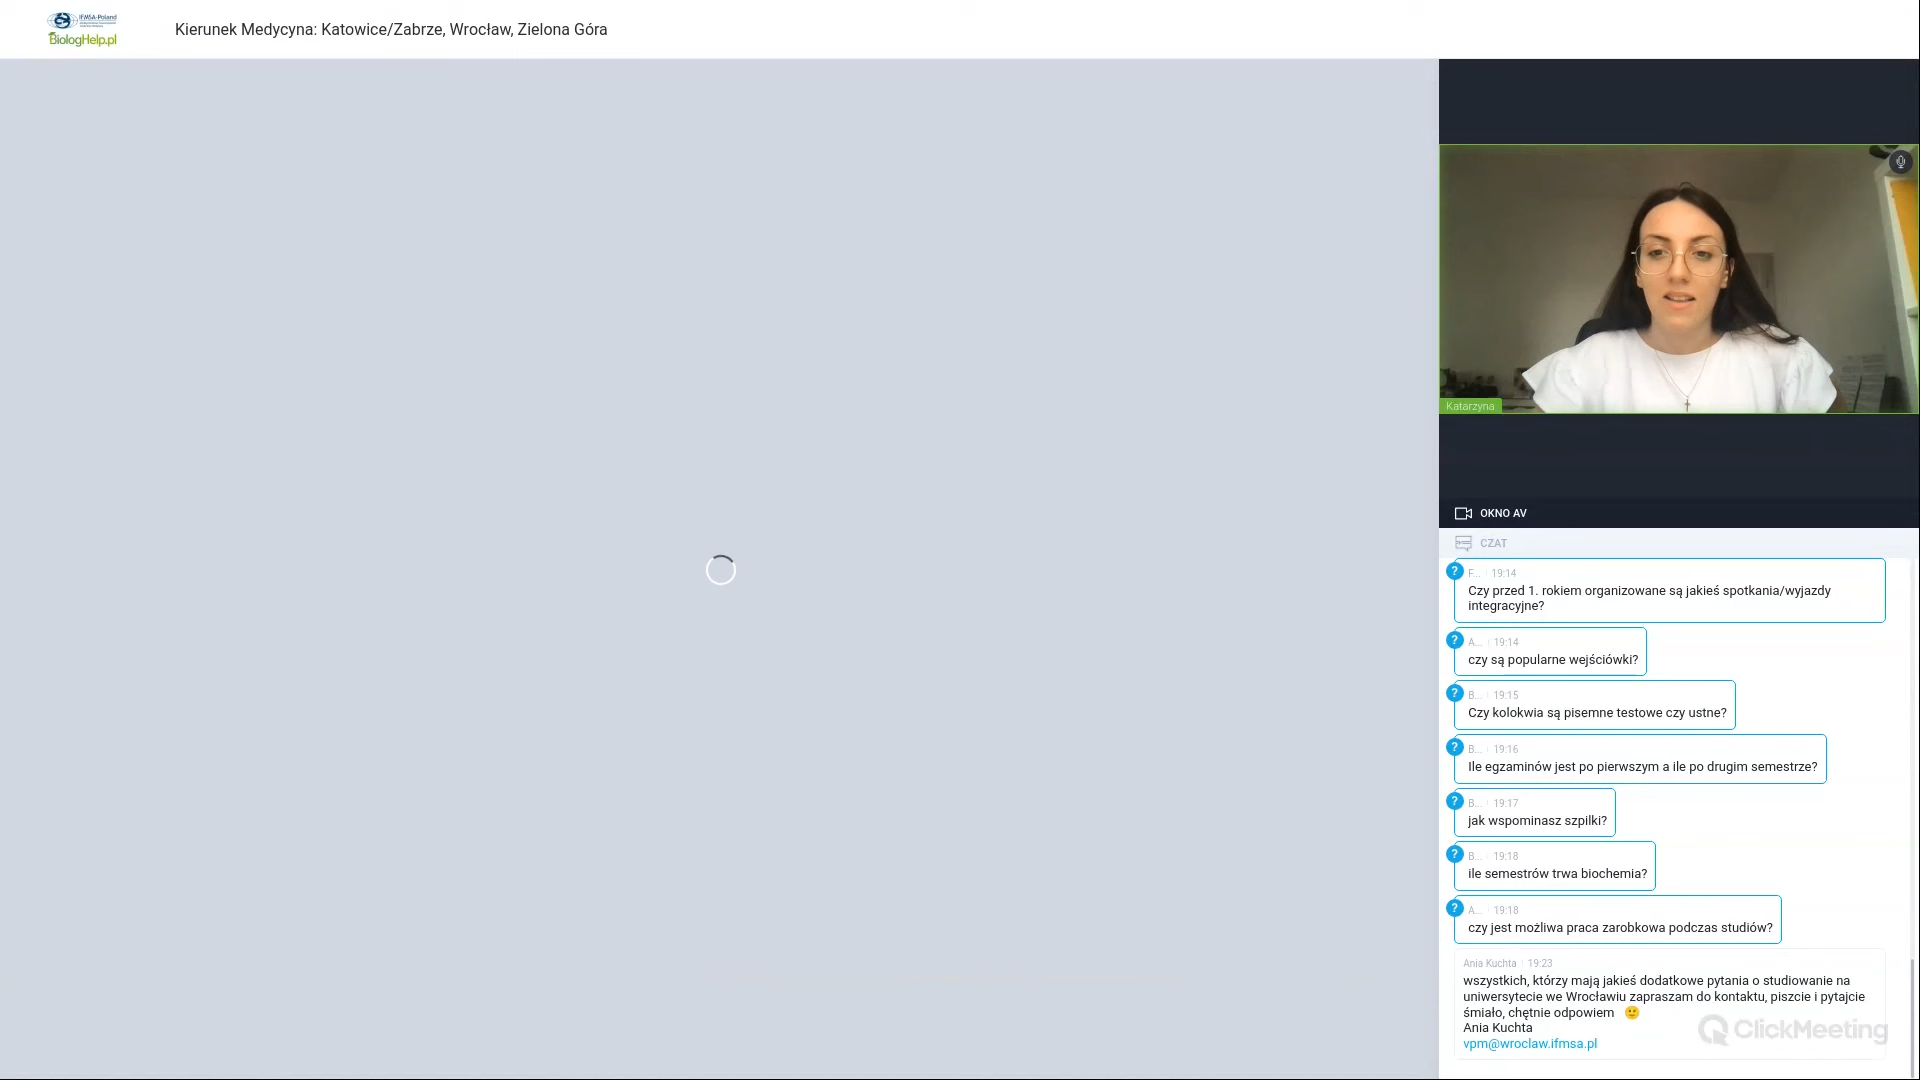 IFMSA-Poland
BiologHelp.pl
Kierunek Medycyna: Katowice/Zabrze, Wrocław, Zielona Góra
Katarzyna
OKNO AV
CZAT
F... 19:14
Czy przed 1. rokiem organizowane są jakieś spotkania/wyjazdy
integracyjne?
A... 19:14
czy są popularne wejściówki?
B... 19:15
Czy kolokwia są pisemne testowe czy ustne?
B... 19:16
Ile egzaminów jest po pierwszym a ile po drugim semestrze?
B... 19:17
jak wspominasz szpilki?
B... 19:18
ile semestrów trwa biochemia?
A... 19:18
czy jest możliwa praca zarobkowa podczas studiów?
Ania Kuchta 19:23
wszystkich, którzy mają jakieś dodatkowe pytania o studiowanie na
uniwersytecie we Wrocławiu zapraszam do kontaktu, piszcie i pytajcie
śmiało, chętnie odpowiem 🙂
Ania Kuchta
vpm@wroclaw.ifmsa.pl
ClickMeeting